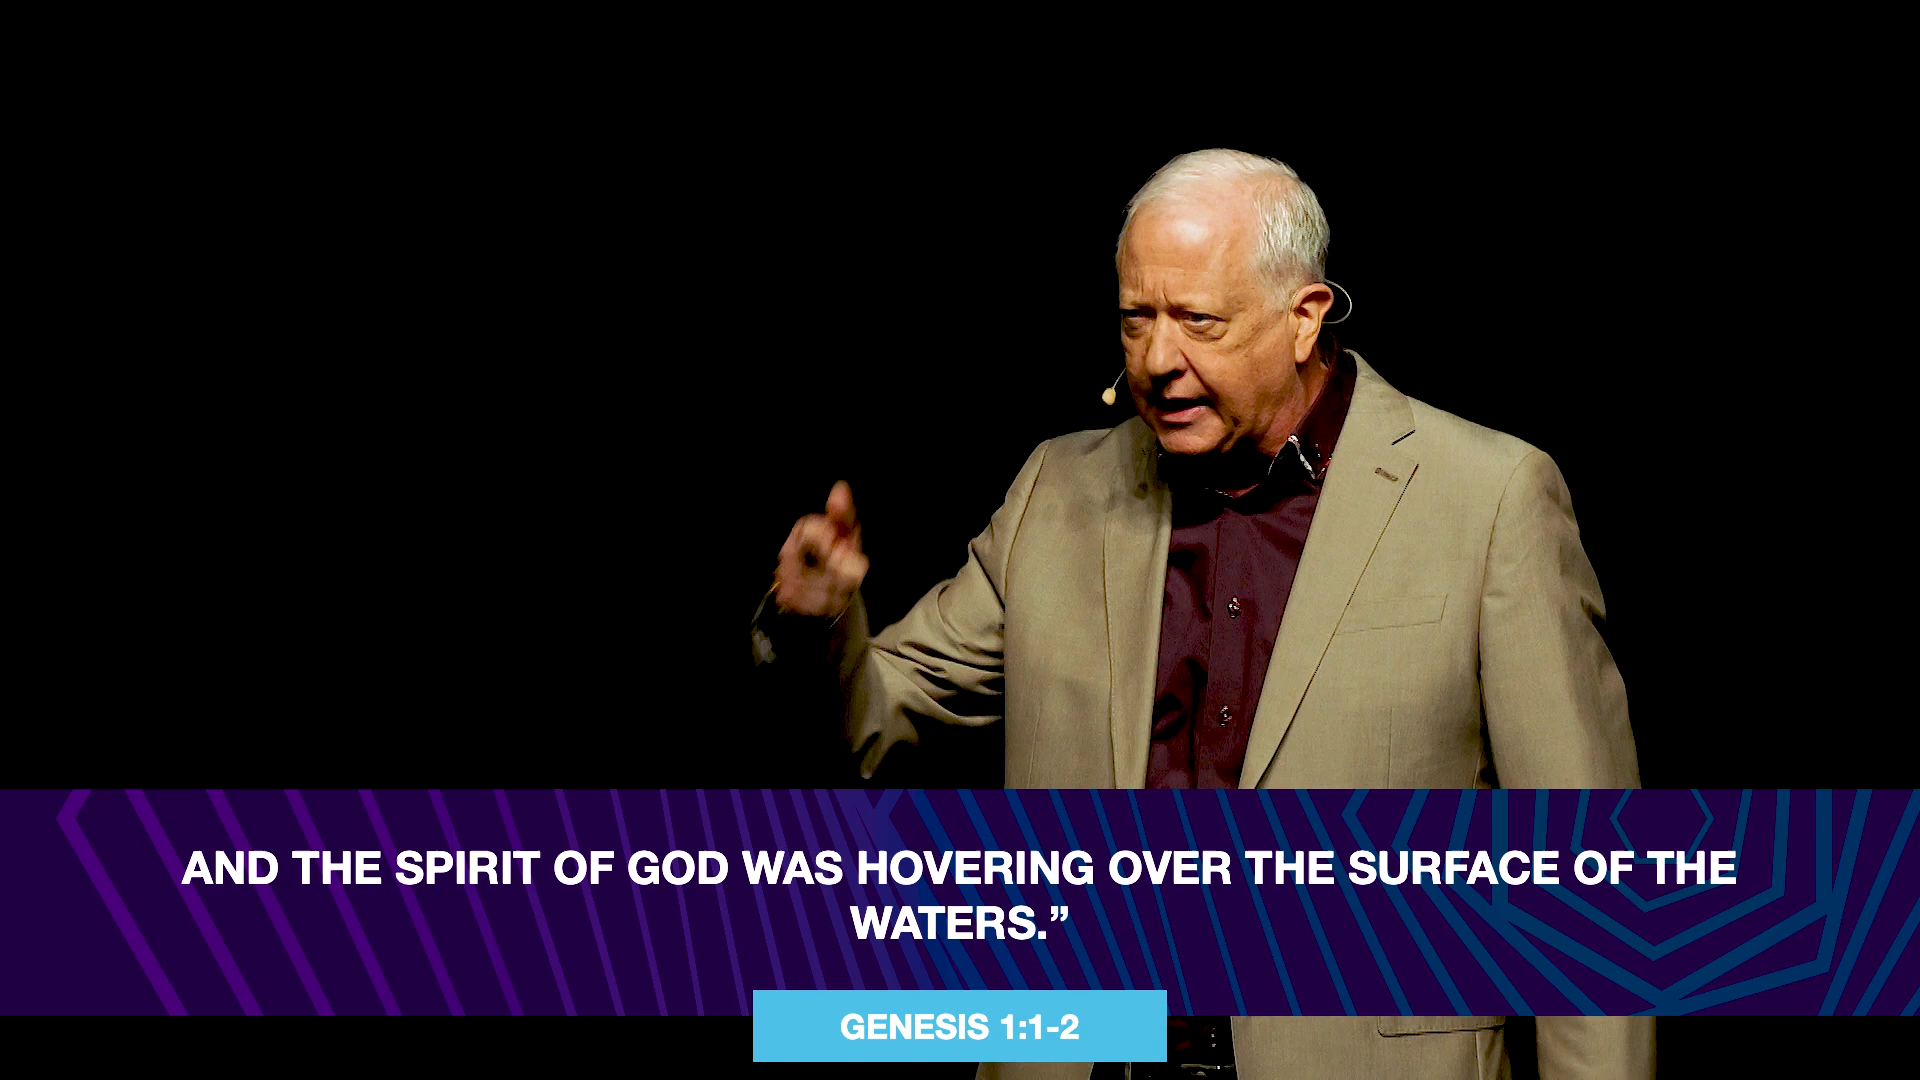 AND THE SPIRIT OF GOD WAS HOVERING OVER THE SURFACE OF THE
WATERS.”
GENESIS 1:1-2